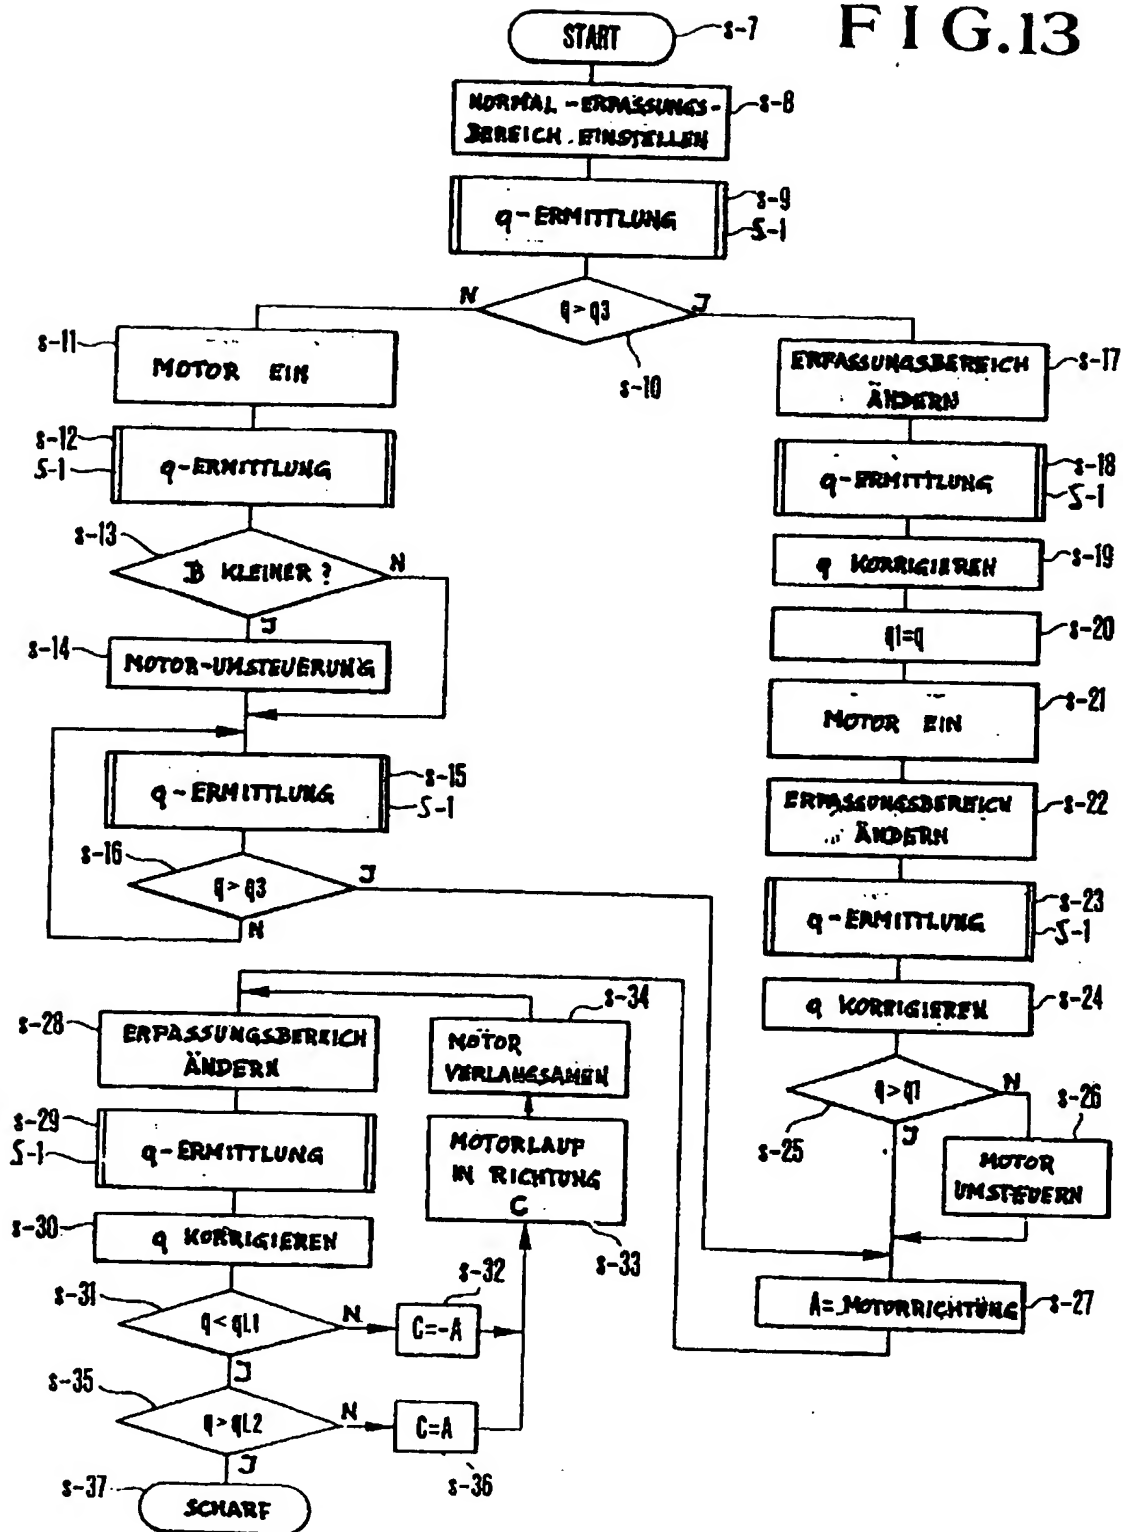 FIG.13
START
s-7
NORMAL-ERFASSUNGS-
BEREICH EINSTELLEN
s-8
q-ERMITTLUNG
s-9
S-1
q>q3
N
J
s-10
s-11
MOTOR EIN
s-12
S-1
q-ERMITTLUNG
s-13
B KLEINER?
N
J
s-14
MOTOR-UMSTEUERUNG
q-ERMITTLUNG
s-15
S-1
s-16
q>q3
J
N
ERFASSUNGSBEREICH
ÄNDERN
s-17
q-ERMITTLUNG
s-18
S-1
q KORRIGIEREN
s-19
q1=q
s-20
MOTOR EIN
s-21
ERFASSUNGSBEREICH
ÄNDERN
s-22
q-ERMITTLUNG
s-23
S-1
q KORRIGIEREN
s-24
q>q1
N
J
s-25
s-26
MOTOR
UMSTEUERN
A=MOTORRICHTUNG
s-27
s-28
ERFASSUNGSBEREICH
ÄNDERN
s-29
S-1
q-ERMITTLUNG
s-30
q KORRIGIEREN
s-31
q<qL1
N
J
s-32
C=-A
s-33
MOTORLAUF
IN RICHTUNG
C
s-34
MOTOR
VERLANGSAMEN
s-35
q>qL2
N
J
C=A
s-36
s-37
SCHARF